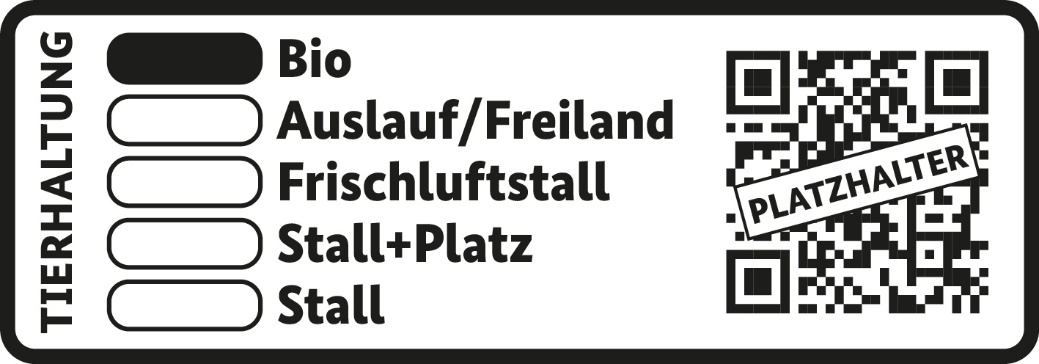 TIERHALTUNG
Bio
Auslauf/Freiland
Frischluftstall
Stall+Platz
Stall
PLATZHALTER